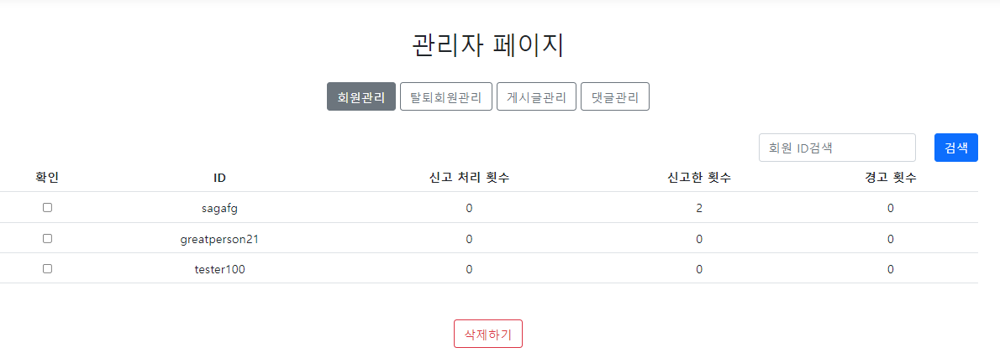 관리자 페이지
회원관리 탈퇴회원관리 게시글관리 댓글관리
회원 ID검색 검색
확인 ID 신고 처리 횟수 신고한 횟수 경고 횟수
sagafg 0 2 0
greatperson21 0 0 0
tester100 0 0 0
삭제하기